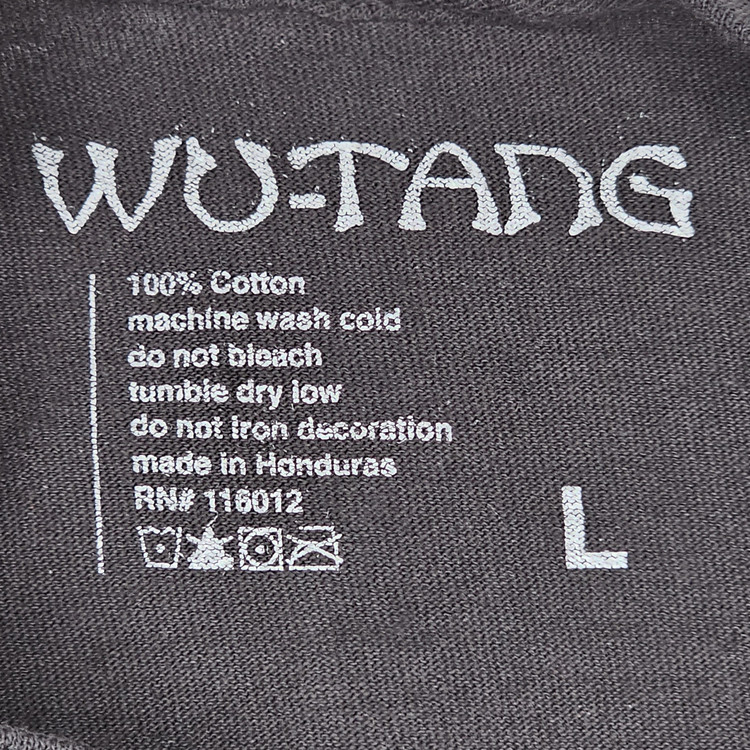 WU-TANG
100% Cotton
machine wash cold
do not bleach
tumble dry low
do not iron decoration
made in Honduras
RN# 116012
L